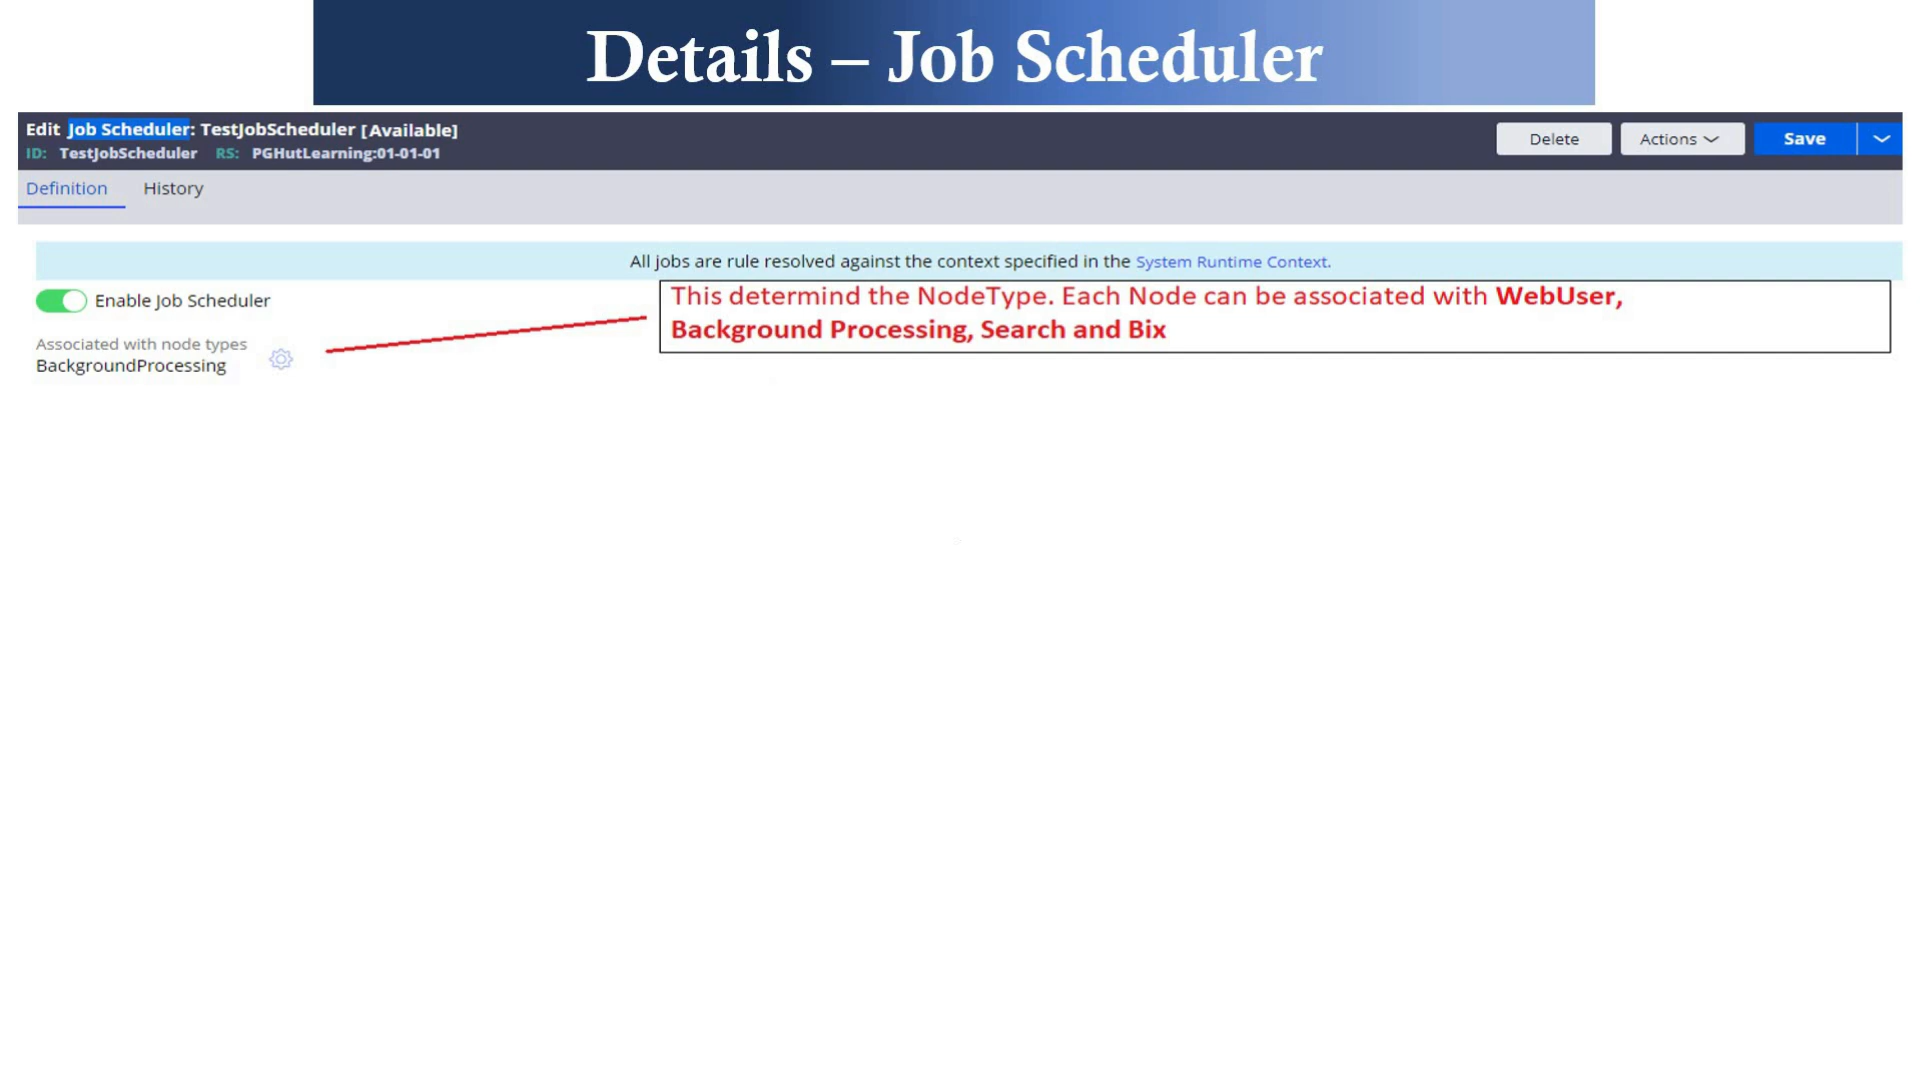 Details – Job Scheduler
Edit Job Scheduler: TestJobScheduler [Available]
ID: TestJobScheduler RS: PGHutLearning:01-01-01
Delete
Actions
Save
Definition
History
All jobs are rule resolved against the context specified in the System Runtime Context.
Enable Job Scheduler
This determind the NodeType. Each Node can be associated with WebUser,
Background Processing, Search and Bix
Associated with node types
BackgroundProcessing